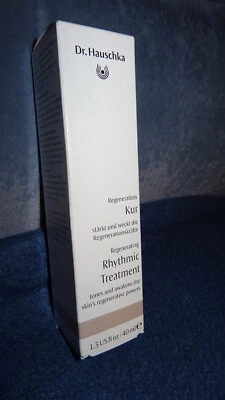 Dr. Hauschka
Regeneration
Kur
stärkt und weckt die
Regenerationskräfte
Regenerating
Rhythmic
Treatment
tones and awakens the
skin's regenerative powers
1.3 US fl oz / 40 ml e